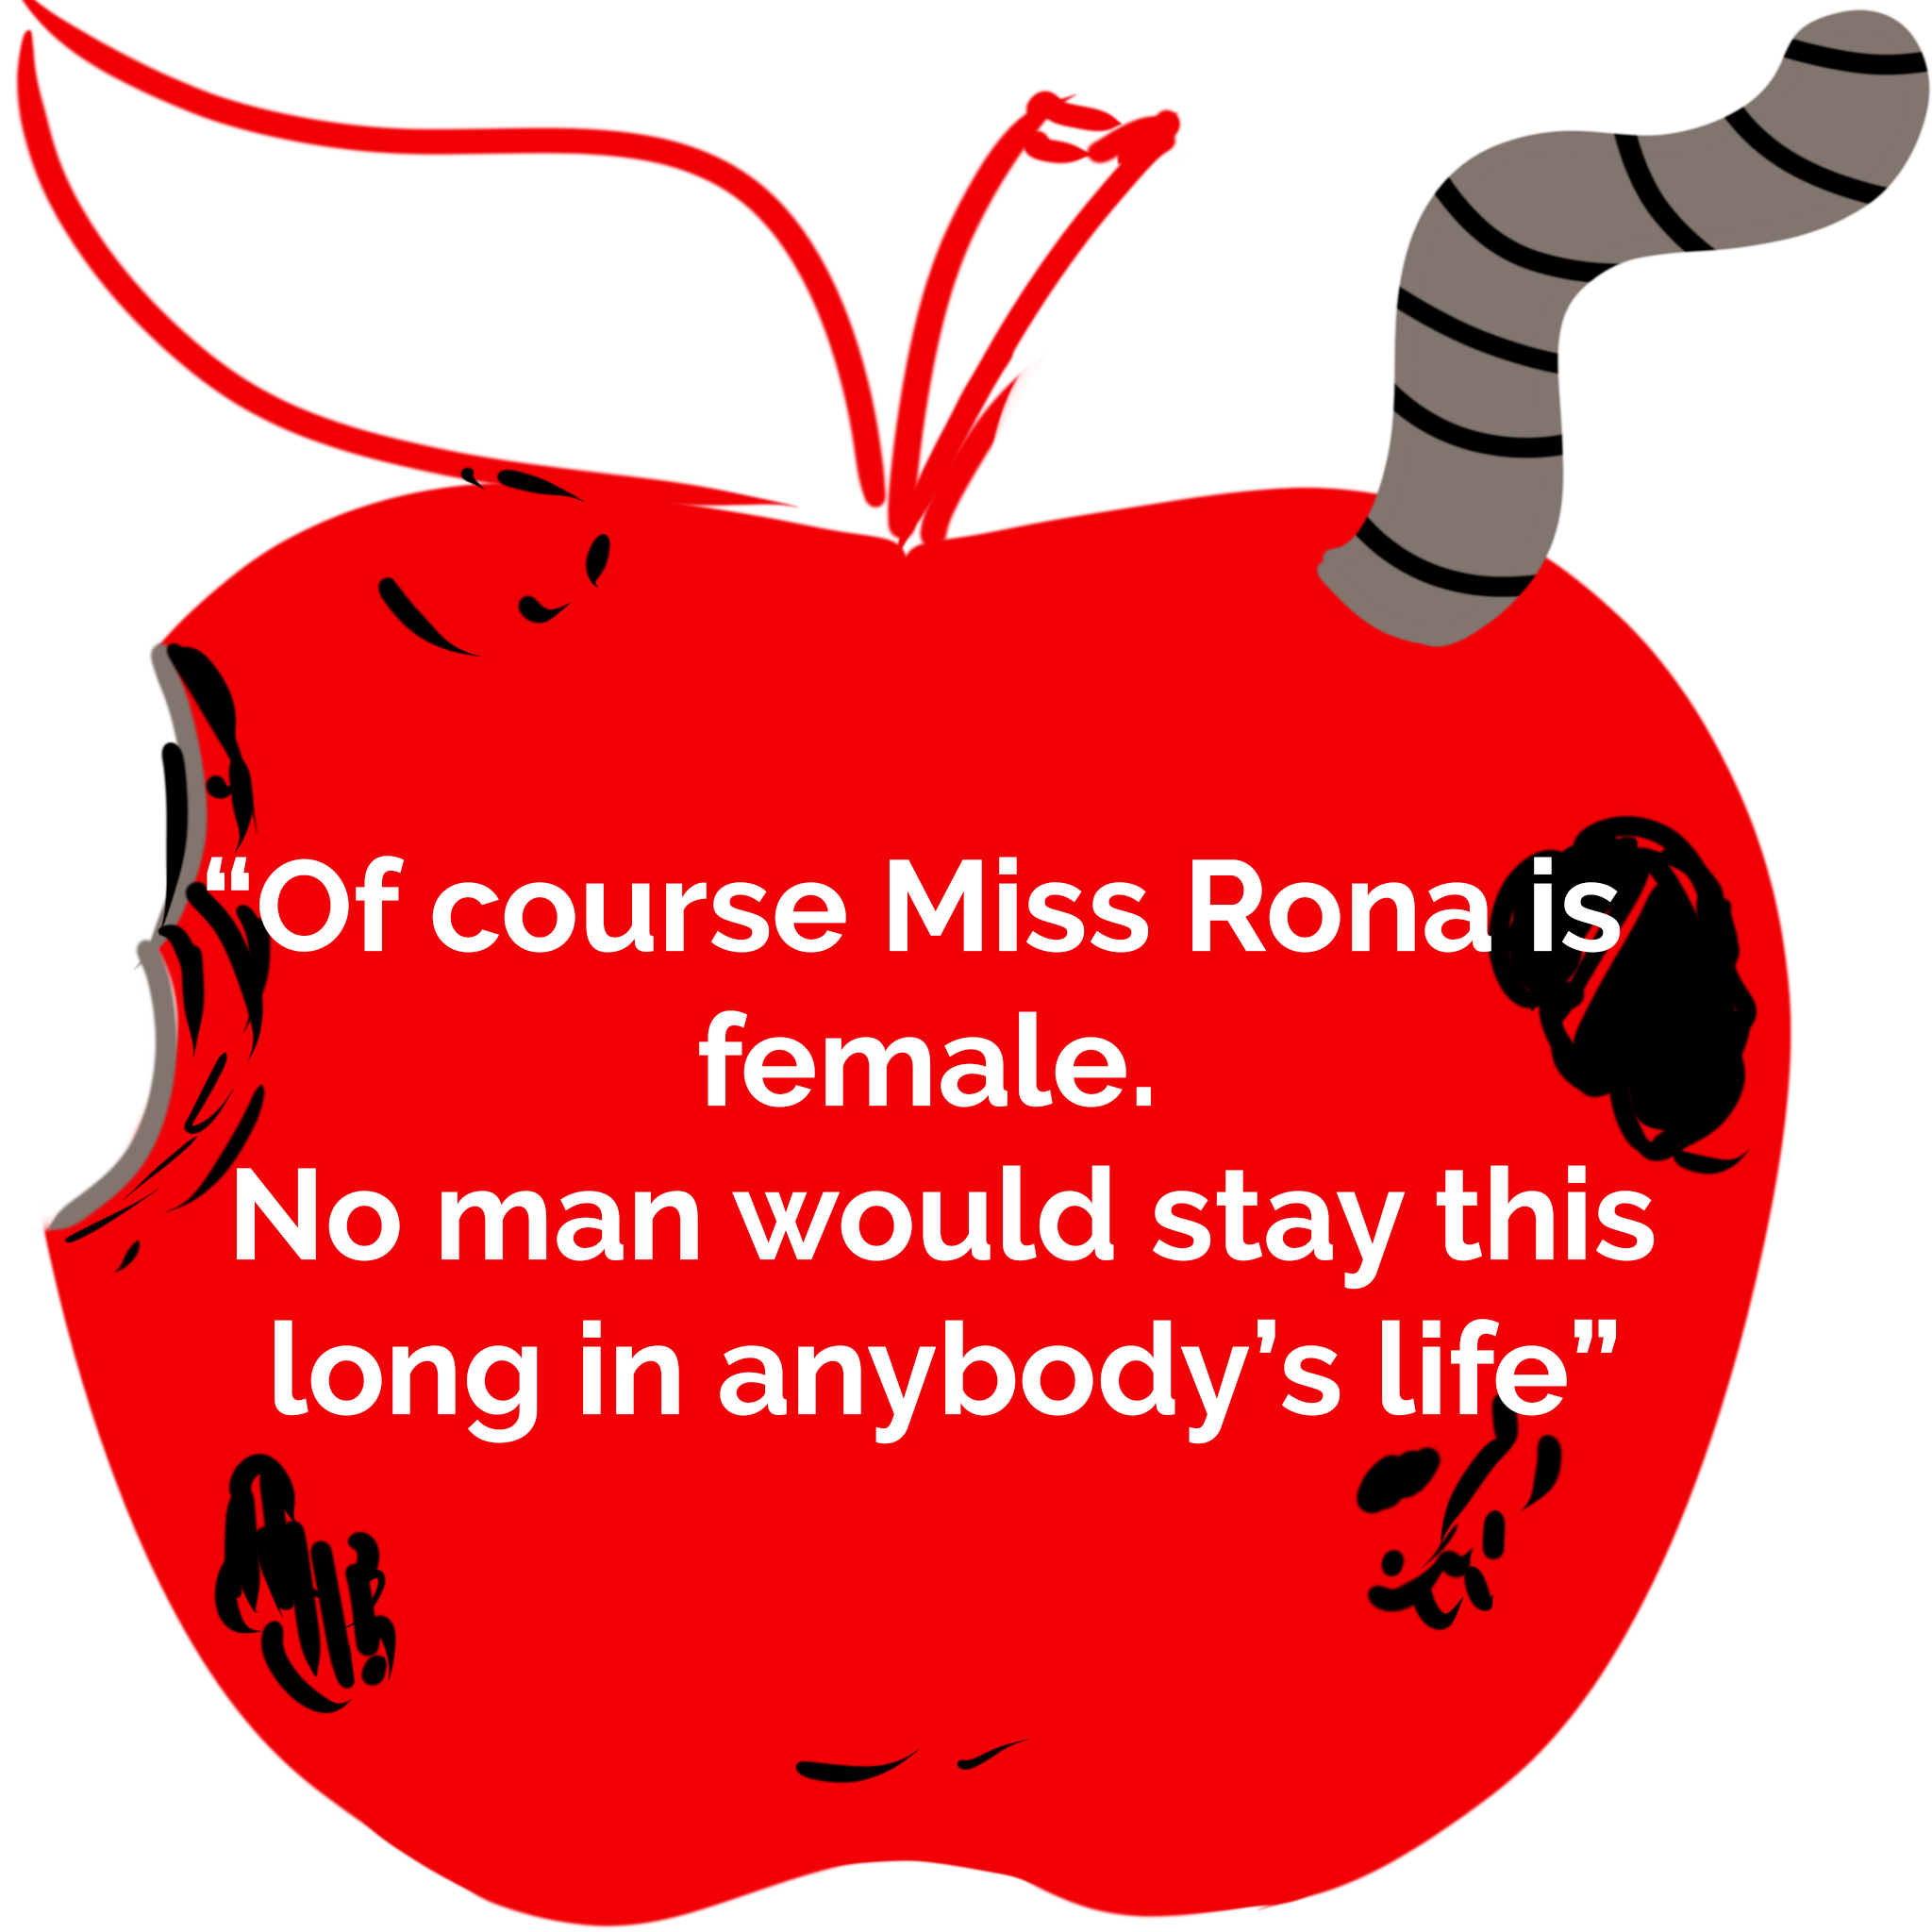 “Of course Miss Rona is
female.
No man would stay this
long in anybody’s life”